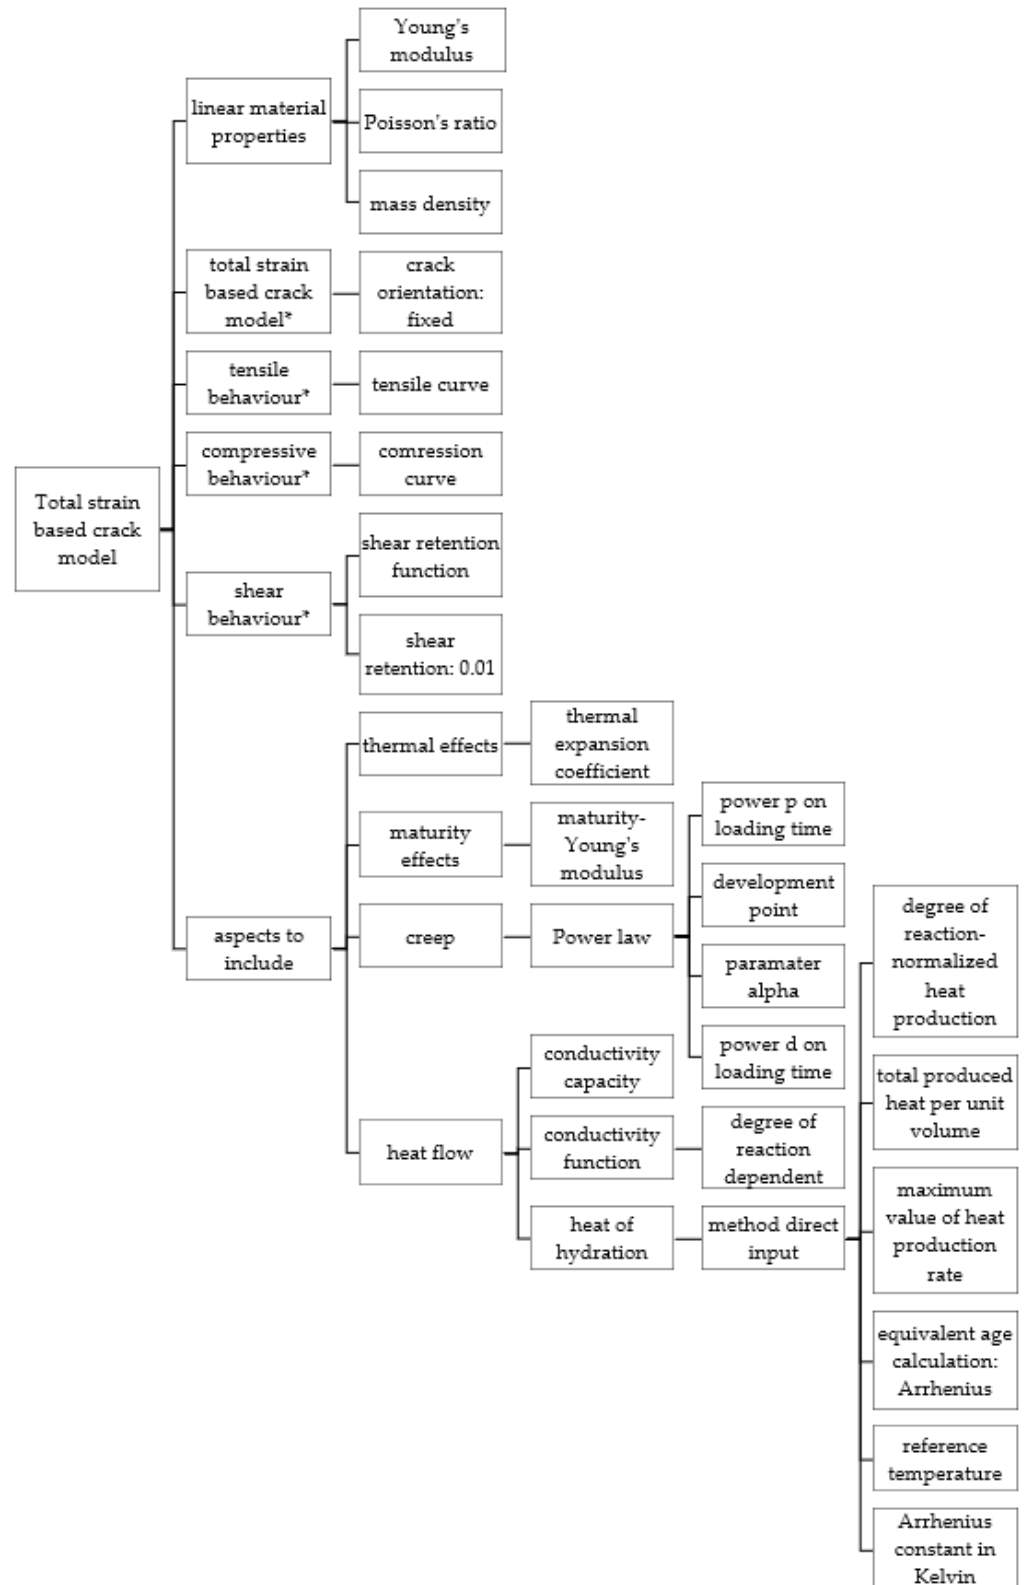 Total strain
based crack
model
linear material
properties
Young's
modulus
Poisson's ratio
mass density
total strain
based crack
model*
crack
orientation:
fixed
tensile
behaviour*
tensile curve
compressive
behaviour*
comression
curve
shear
behaviour*
shear retention
function
shear
retention: 0.01
aspects to
include
thermal effects
thermal
expansion
coefficient
maturity
effects
maturity-
Young's
modulus
creep
Power law
power p on
loading time
development
point
paramater
alpha
power d on
loading time
heat flow
conductivity
capacity
conductivity
function
degree of
reaction
dependent
heat of
hydration
method direct
input
degree of
reaction-
normalized
heat
production
total produced
heat per unit
volume
maximum
value of heat
production
rate
equivalent age
calculation:
Arrhenius
reference
temperature
Arrhenius
constant in
Kelvin